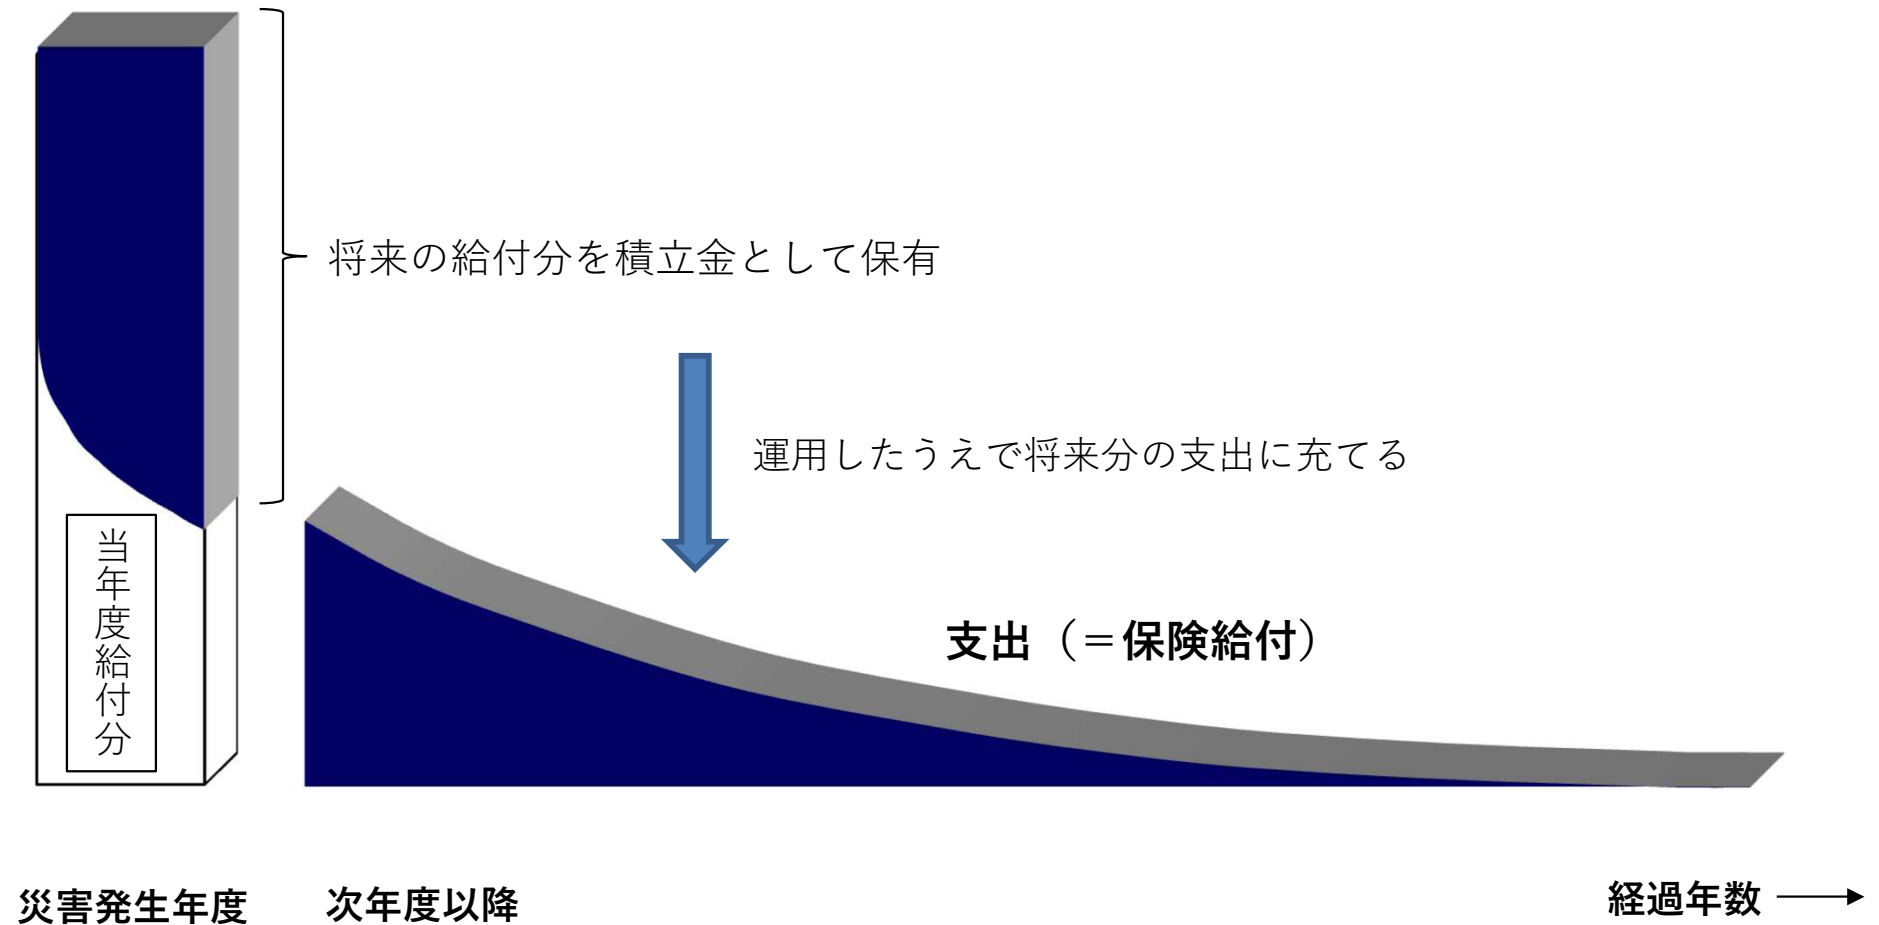 将来の給付分を積立金として保有
運用したうえで将来分の支出に充てる
当年度給付分
支出（＝保険給付）
災害発生年度
次年度以降
経過年数